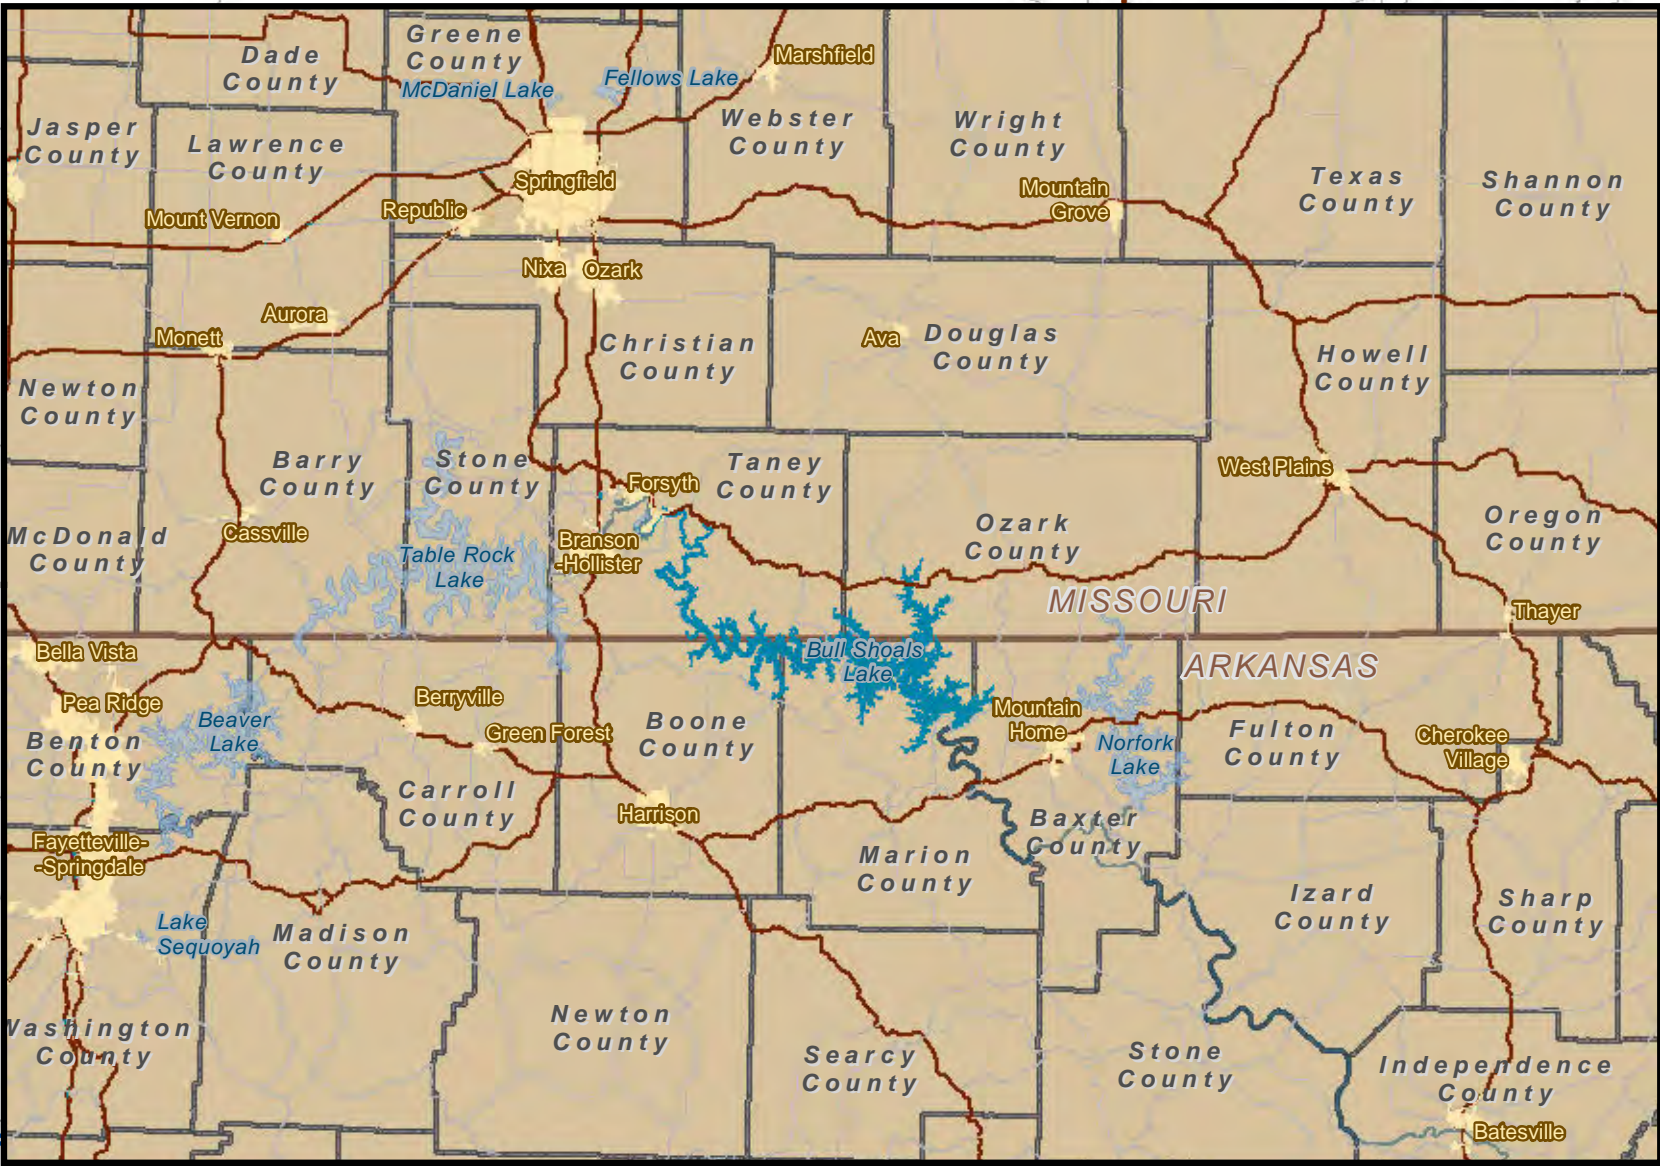 Greene
County
Dade
County
McDaniel Lake
Fellows Lake
Marshfield
Jasper
County
Lawrence
County
Webster
County
Wright
County
Texas
County
Shannon
County
Springfield
Mountain
Grove
Republic
Mount Vernon
Nixa
Ozark
Aurora
Monett
Christian
County
Ava
Douglas
County
Howell
County
Newton
County
Barry
County
Stone
County
Taney
County
Forsyth
West Plains
Cassville
McDonald
County
Table Rock
Lake
Branson
-Hollister
Ozark
County
Oregon
County
MISSOURI
Thayer
Bella Vista
Bull Shoals
Lake
ARKANSAS
Pea Ridge
Berryville
Beaver
Lake
Green Forest
Boone
County
Mountain
Home
Norfork
Lake
Fulton
County
Cherokee
Village
Benton
County
Carroll
County
Harrison
Baxter
County
Fayetteville-
-Springdale
Marion
County
Izard
County
Sharp
County
Lake
Sequoyah
Madison
County
Newton
County
Washington
County
Searcy
County
Stone
County
Independence
County
Batesville